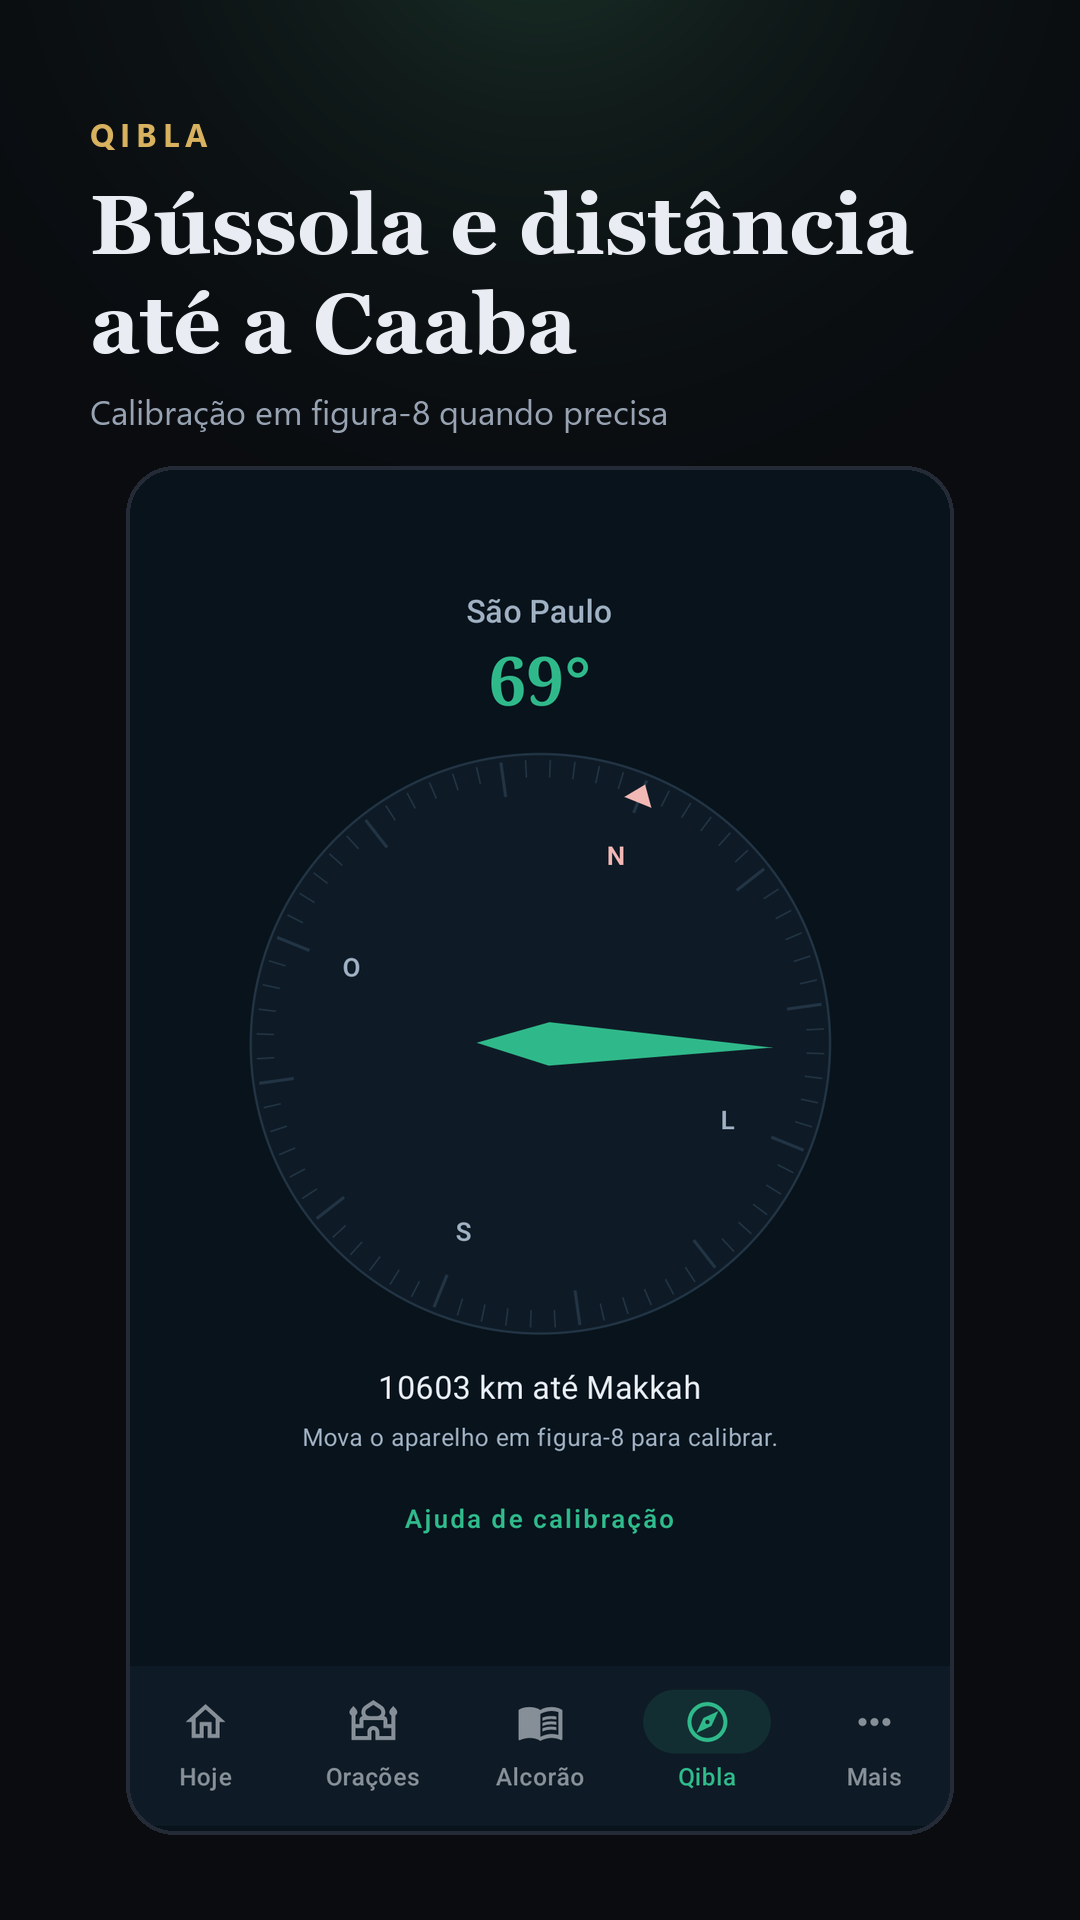 QIBLA
Bússola e distância
até a Caaba
Calibração em figura-8 quando precisa
São Paulo
69°
N
O
L
S
10603 km até Makkah
Mova o aparelho em figura-8 para calibrar.
Ajuda de calibração
Hoje
Orações
Alcorão
Qibla
Mais